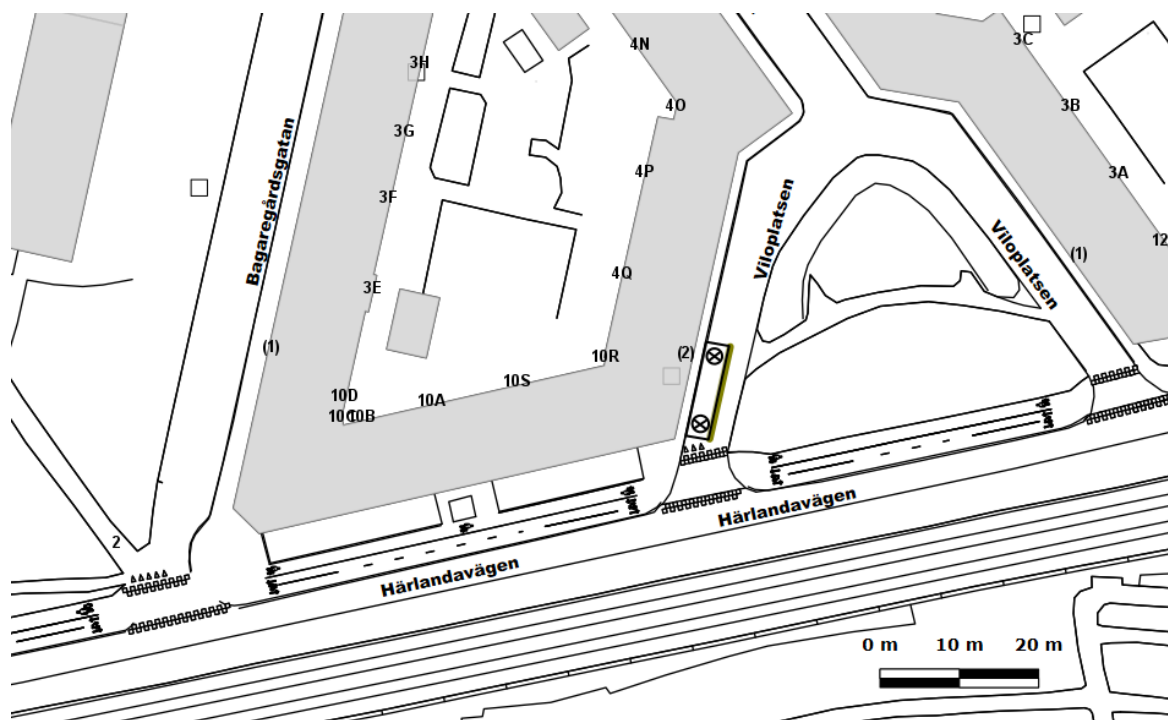 4N
3C
3H
4O
3B
3G
4P
3A
Bagaregårdsgatan
3F
Viloplatsen
Viloplatsen
12
(1)
4Q
3E
(1)
(2)
10R
10S
10D
10A
10C
10B
Härlandavägen
2
Härlandavägen
0 m 10 m 20 m